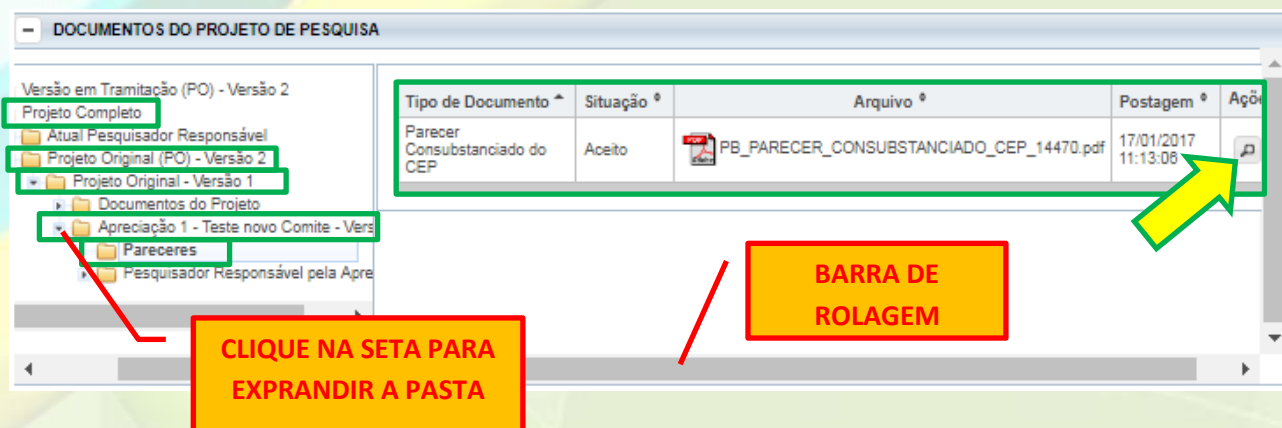 DOCUMENTOS DO PROJETO DE PESQUISA
Versão em Tramitação (PO) - Versão 2
Projeto Completo
Atual Pesquisador Responsável
Projeto Original (PO) - Versão 2
Projeto Original - Versão 1
Documentos do Projeto
Apreciação 1 - Teste novo Comite - Vers
Pareceres
Pesquisador Responsável pela Apre
Tipo de Documento Situação Arquivo Postagem Açõe
Parecer
Consubstanciado do
CEP
Aceito
PB_PARECER_CONSUBSTANCIADO_CEP_14470.pdf
17/01/2017
11:13:06
BARRA DE
ROLAGEM
CLIQUE NA SETA PARA
EXPRANDIR A PASTA